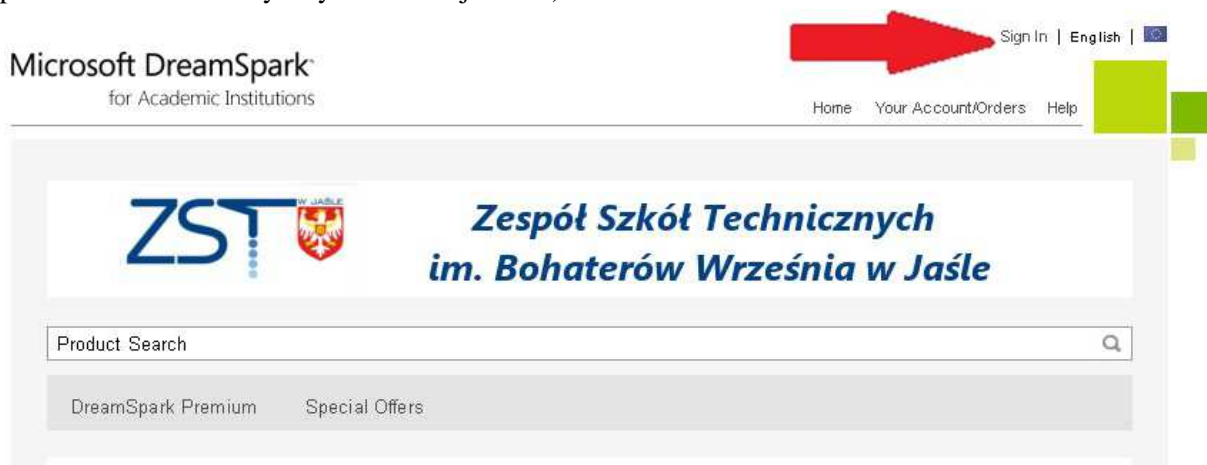 Sign In | English |
Microsoft DreamSpark
for Academic Institutions
Home Your Account/Orders Help
ZST
W JAŚLE
Zespół Szkół Technicznych
im. Bohaterów Września w Jaśle
Product Search
DreamSpark Premium Special Offers